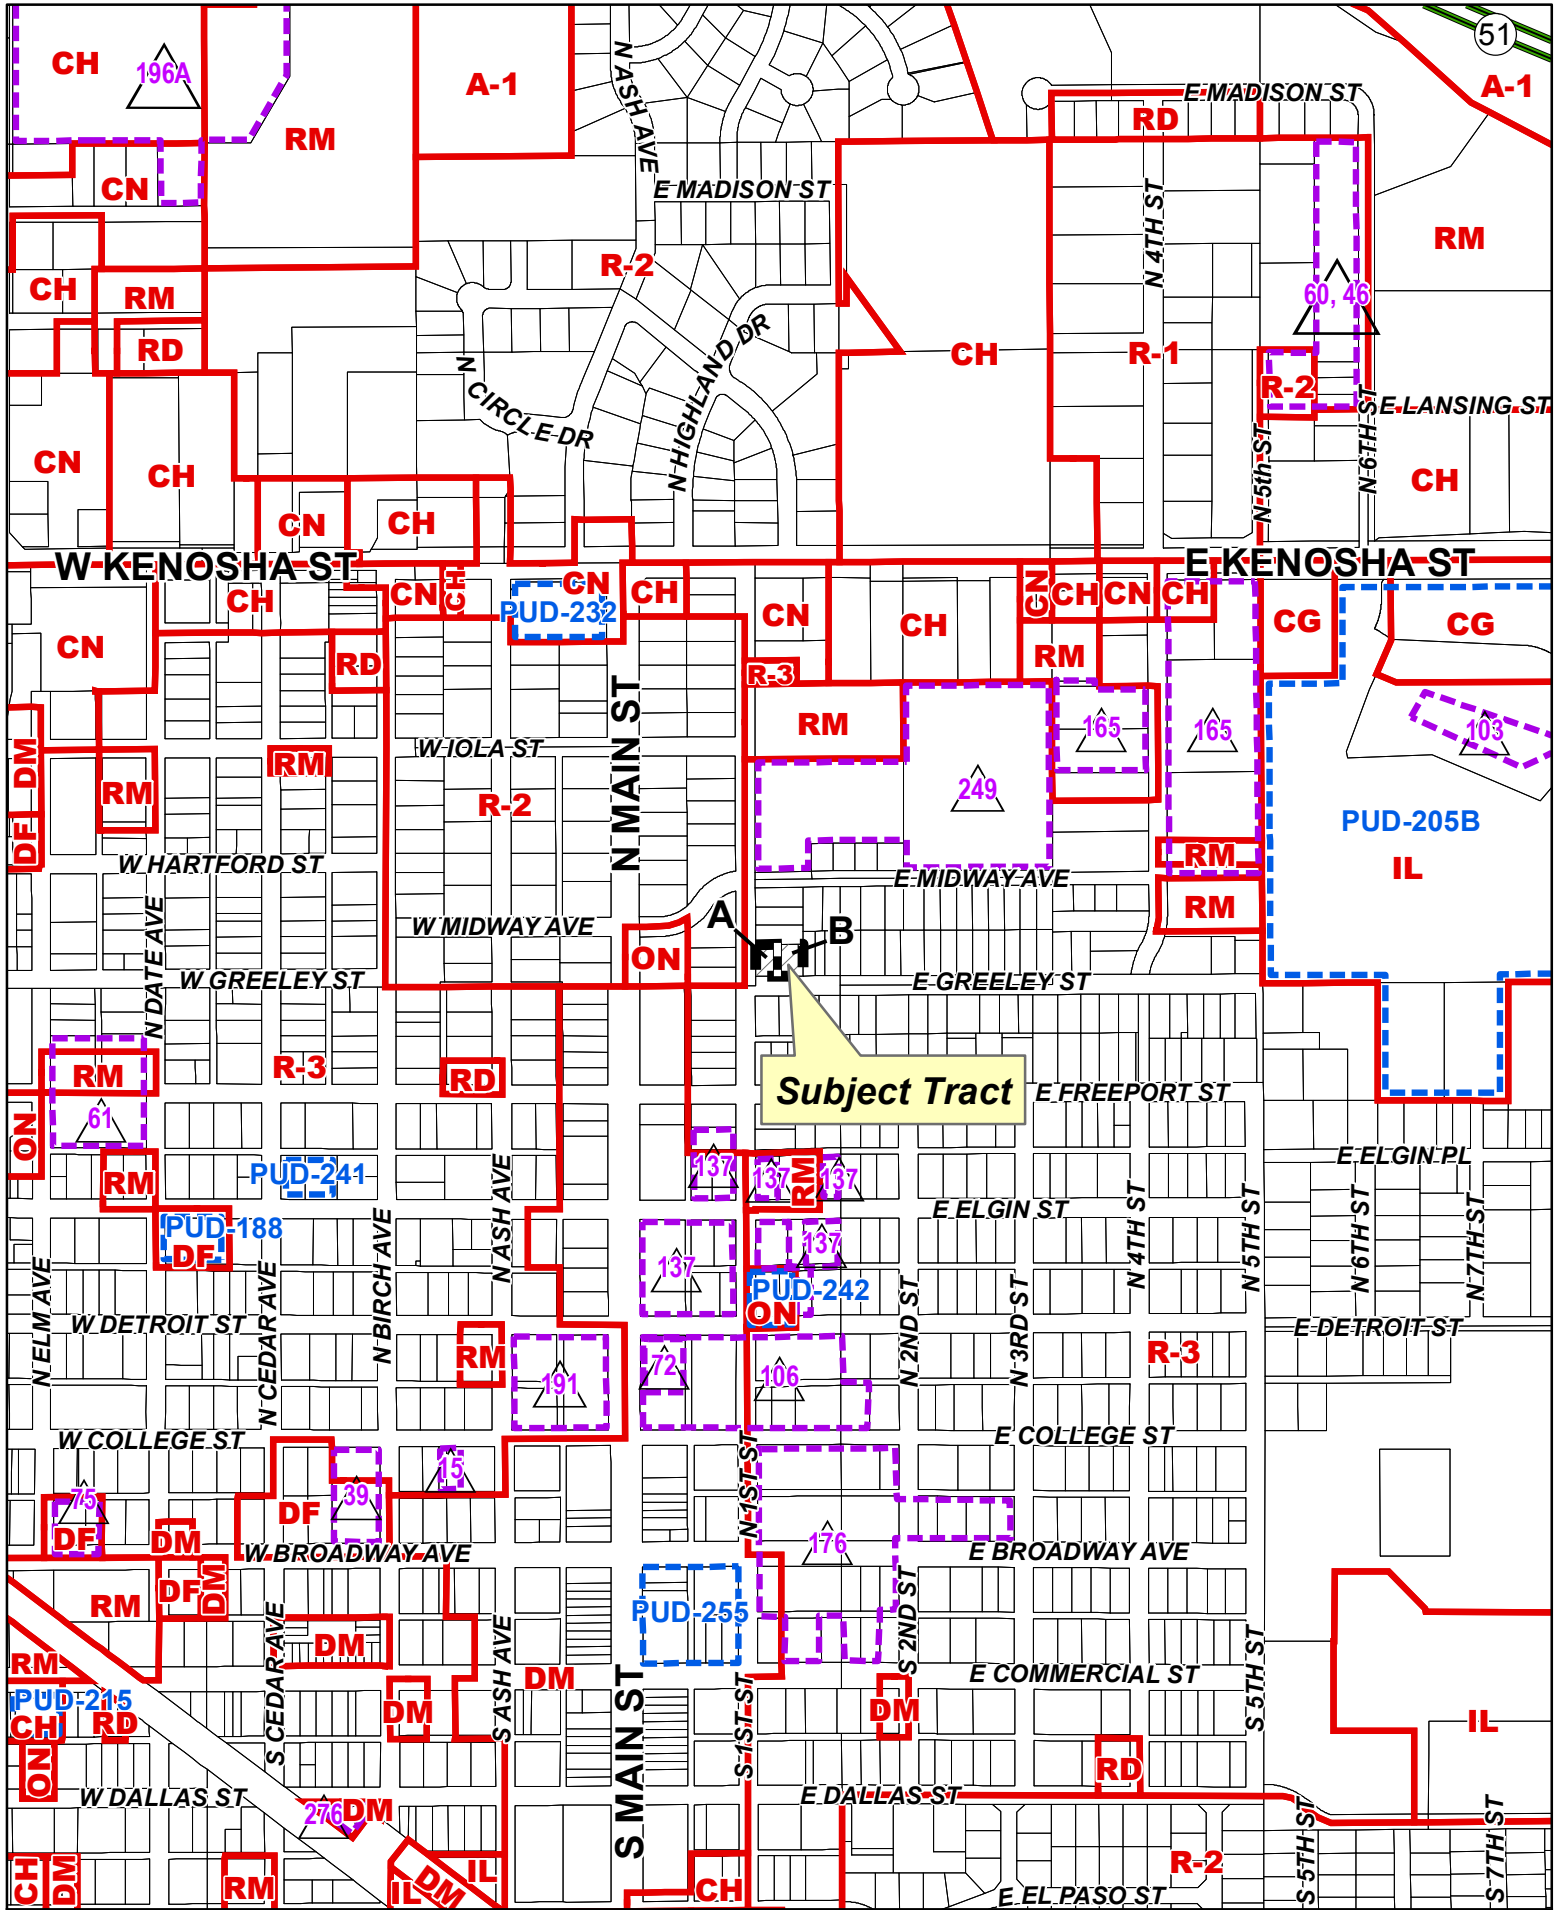 51
CH
196A
A-1
A-1
RM
N ASH AVE
E MADISON ST
RD
CN
E MADISON ST
N 4TH ST
RM
R-2
CH
RM
60, 46
RD
N HIGHLAND DR
CH
R-1
N CIRCLE DR
R-2
E LANSING ST
N 6TH ST
CN
CH
N 5th ST
CH
CN
CH
W KENOSHA ST
E KENOSHA ST
CH
CN
CH
CN
PUD-232
CH
CN
CH
CN
CH
CN
CH
CG
CG
CN
RD
R-3
RM
N MAIN ST
RM
165
165
103
DM
W IOLA ST
RM
RM
R-2
249
PUD-205B
DF
W HARTFORD ST
RM
IL
E MIDWAY AVE
N DATE AVE
W MIDWAY AVE
A
B
RM
ON
W GREELEY ST
E GREELEY ST
R-3
RM
RD
Subject Tract
E FREEPORT ST
61
ON
E ELGIN PL
137
137
RM
137
PUD-241
RM
N ASH AVE
E ELGIN ST
PUD-188
DF
N BIRCH AVE
137
137
N 4TH ST
N 5TH ST
N 6TH ST
N 7TH ST
PUD-242
ON
N ELM AVE
N CEDAR AVE
N 2ND ST
N 3RD ST
W DETROIT ST
E DETROIT ST
RM
R-3
72
106
191
W COLLEGE ST
E COLLEGE ST
15
N 1ST ST
75
39
DF
DF
DM
176
W BROADWAY AVE
E BROADWAY AVE
DF
DM
RM
PUD-255
S 2ND ST
S CEDAR AVE
DM
S ASH AVE
S 5TH ST
RM
DM
E COMMERCIAL ST
PUD-215
CH
RD
DM
S MAIN ST
S 1ST ST
DM
IL
ON
RD
W DALLAS ST
E DALLAS ST
276
DM
S 5TH ST
S 7TH ST
CH
DM
RM
IL
DM
IL
CH
R-2
E EL PASO ST